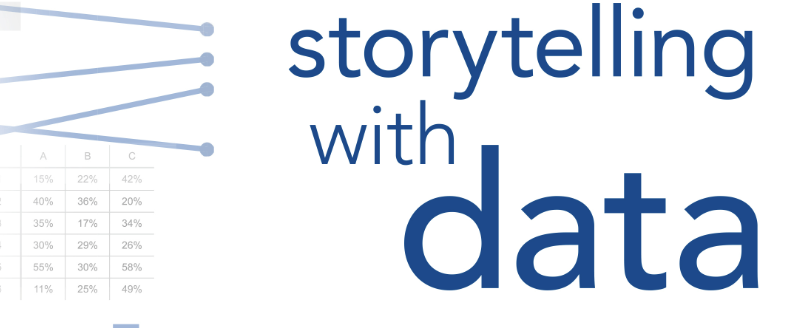 storytelling
with
data
A B C
15% 22% 42%
40% 36% 20%
35% 17% 34%
30% 29% 26%
55% 30% 58%
11% 25% 49%